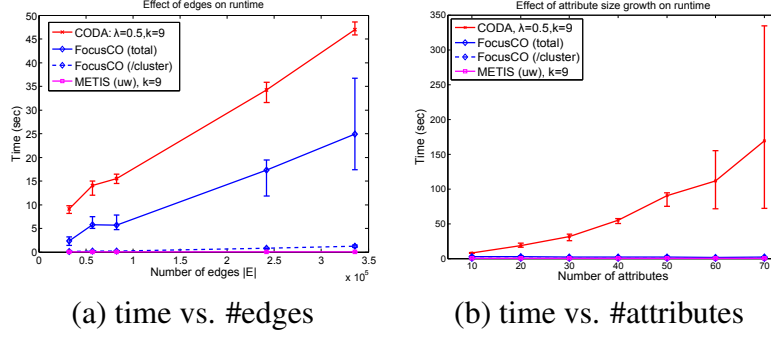 Effect of edges on runtime
50
45
40
35
30
25
20
15
10
5
0
Time (sec)
CODA: λ=0.5,k=9
FocusCO (total)
FocusCO (/cluster)
METIS (uw), k=9
0 0.5 1 1.5 2 2.5 3 3.5
Number of edges |E|
x 10^5
(a) time vs. #edges
Effect of attribute size growth on runtime
350
300
250
200
150
100
50
0
Time (sec)
CODA, λ=0.5,k=9
FocusCO (total)
FocusCO (/cluster)
METIS (uw), k=9
10 20 30 40 50 60 70
Number of attributes
(b) time vs. #attributes